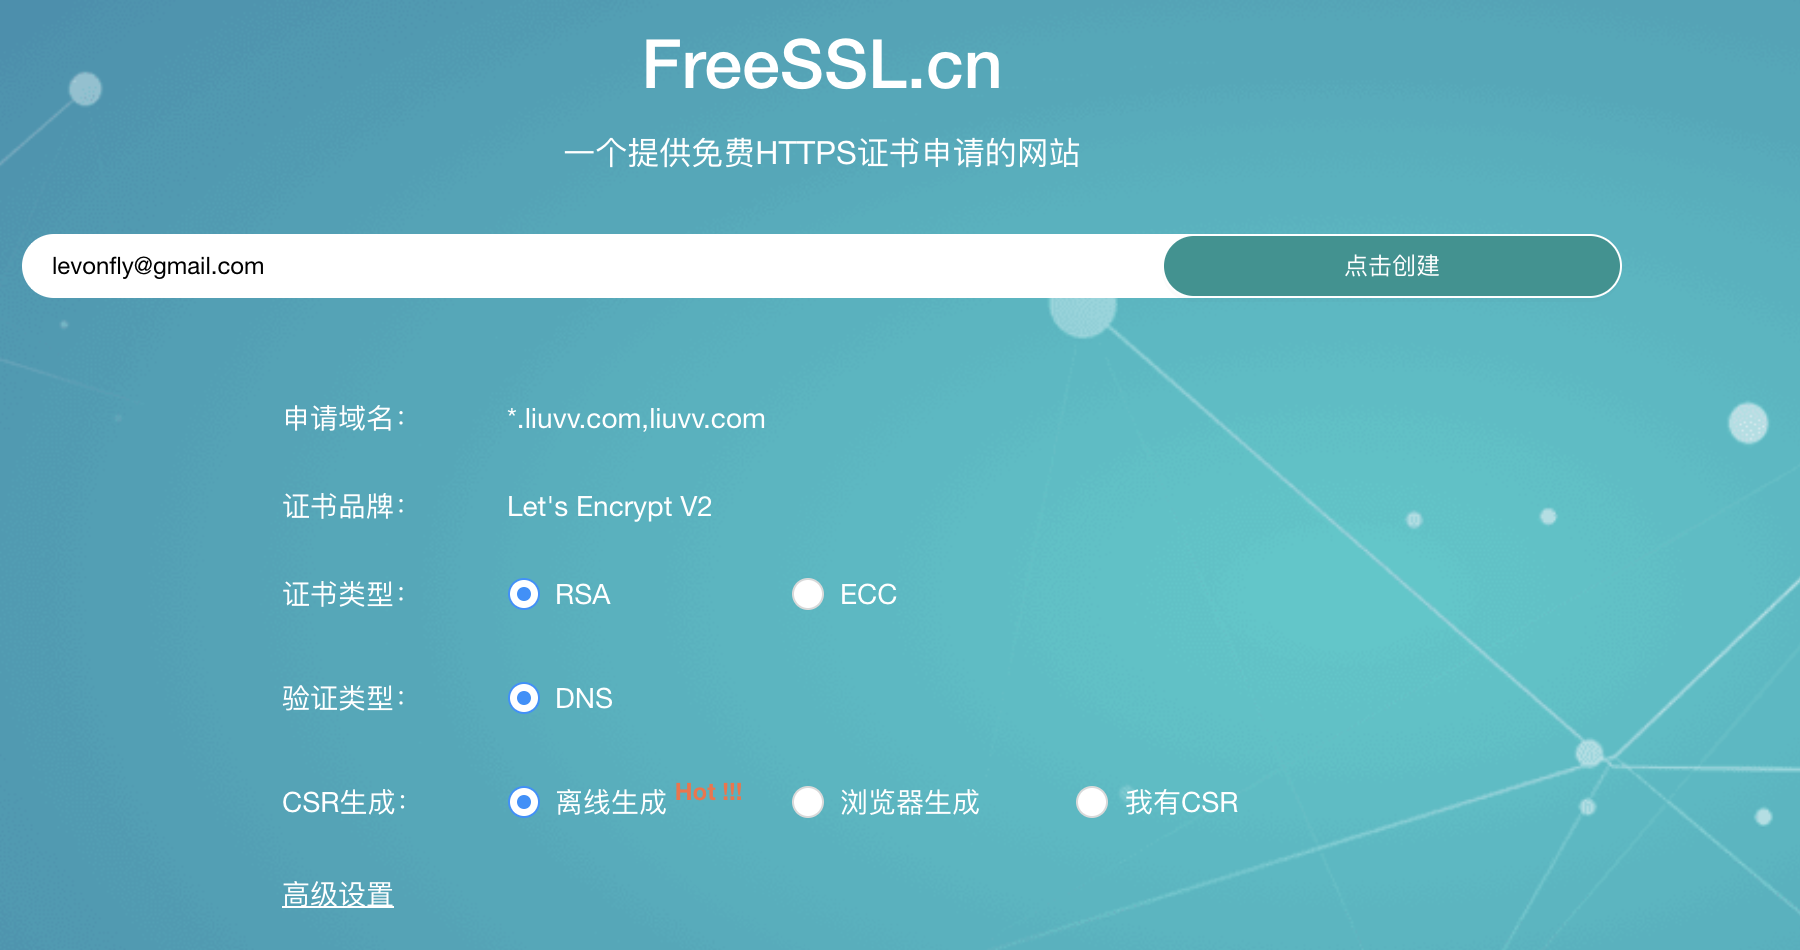 FreeSSL.cn
一个提供免费HTTPS证书申请的网站
levonfly@gmail.com 点击创建
申请域名： *.liuvv.com,liuvv.com
证书品牌： Let's Encrypt V2
证书类型： RSA ECC
验证类型： DNS
CSR生成： 离线生成 Hot !!! 浏览器生成 我有CSR
高级设置